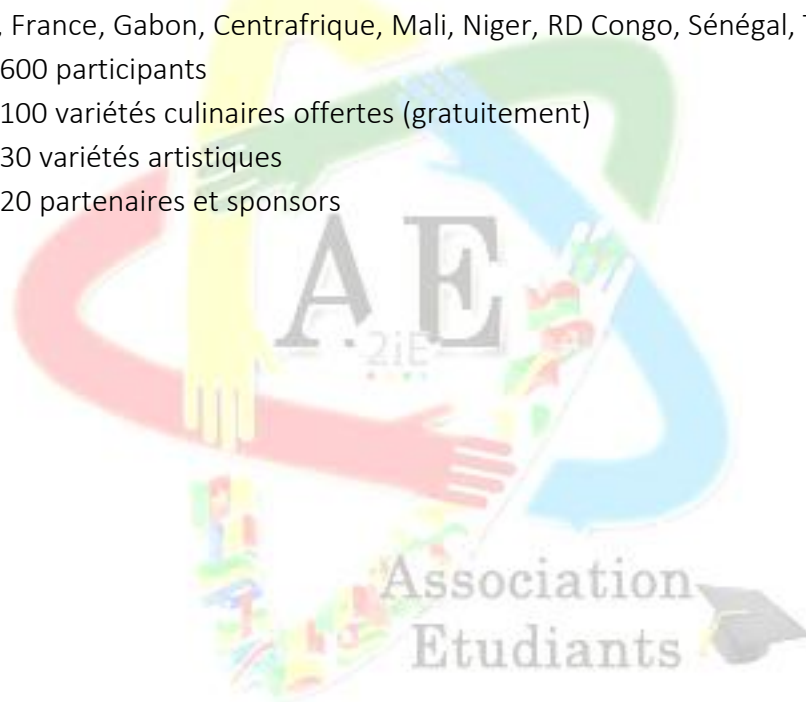 , France, Gabon, Centrafrique, Mali, Niger, RD Congo, Sénégal,
600 participants
100 variétés culinaires offertes (gratuitement)
30 variétés artistiques
20 partenaires et sponsors
AE
2iE
Association
Etudiants